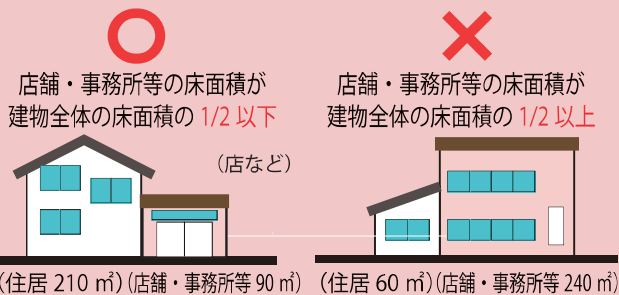 店舗・事務所等の床面積が
建物全体の床面積の 1/2 以下
（店など）
（住居 210 ㎡）（店舗・事務所等 90 ㎡）
店舗・事務所等の床面積が
建物全体の床面積の 1/2 以上
（住居 60 ㎡）（店舗・事務所等 240 ㎡）